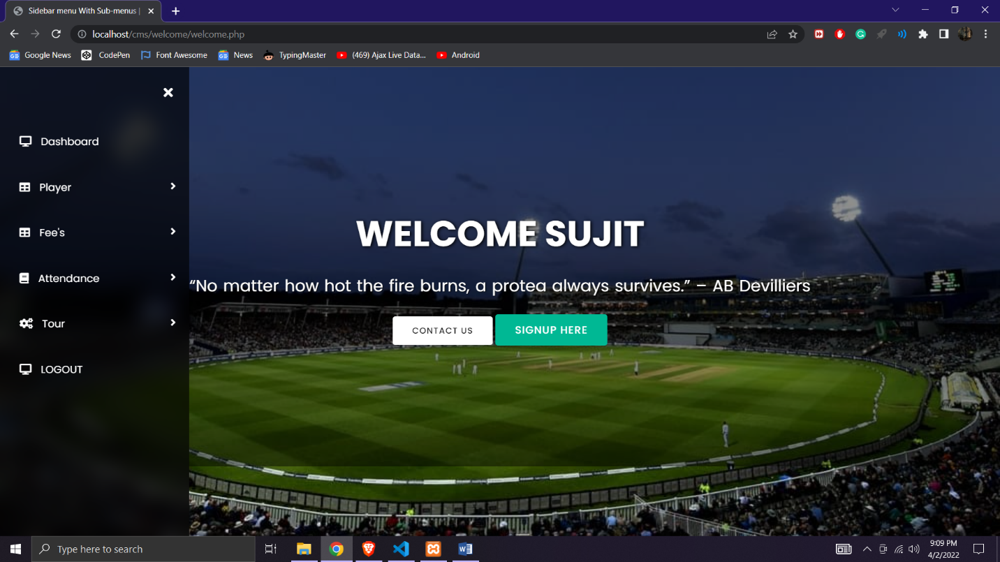 Sidebar menu With Sub-menus |
localhost/cms/welcome/welcome.php
Google News
CodePen
Font Awesome
News
TypingMaster
(469) Ajax Live Data...
Android
Dashboard
Player
Fee's
Attendance
Tour
LOGOUT
WELCOME SUJIT
“No matter how hot the fire burns, a protea always survives.” – AB Devilliers
CONTACT US
SIGNUP HERE
Type here to search
9:09 PM
4/2/2022